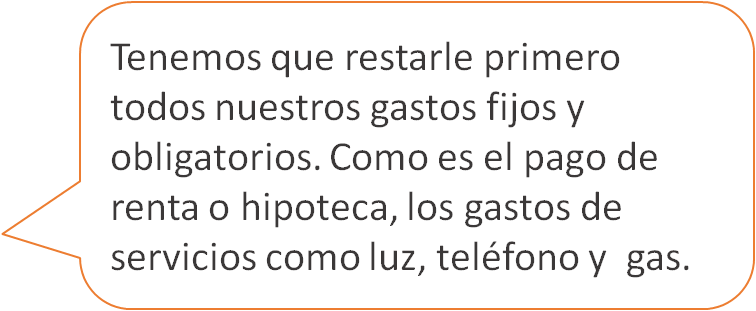 Tenemos que restarle primero
todos nuestros gastos fijos y
obligatorios. Como es el pago de
renta o hipoteca, los gastos de
servicios como luz, teléfono y  gas.